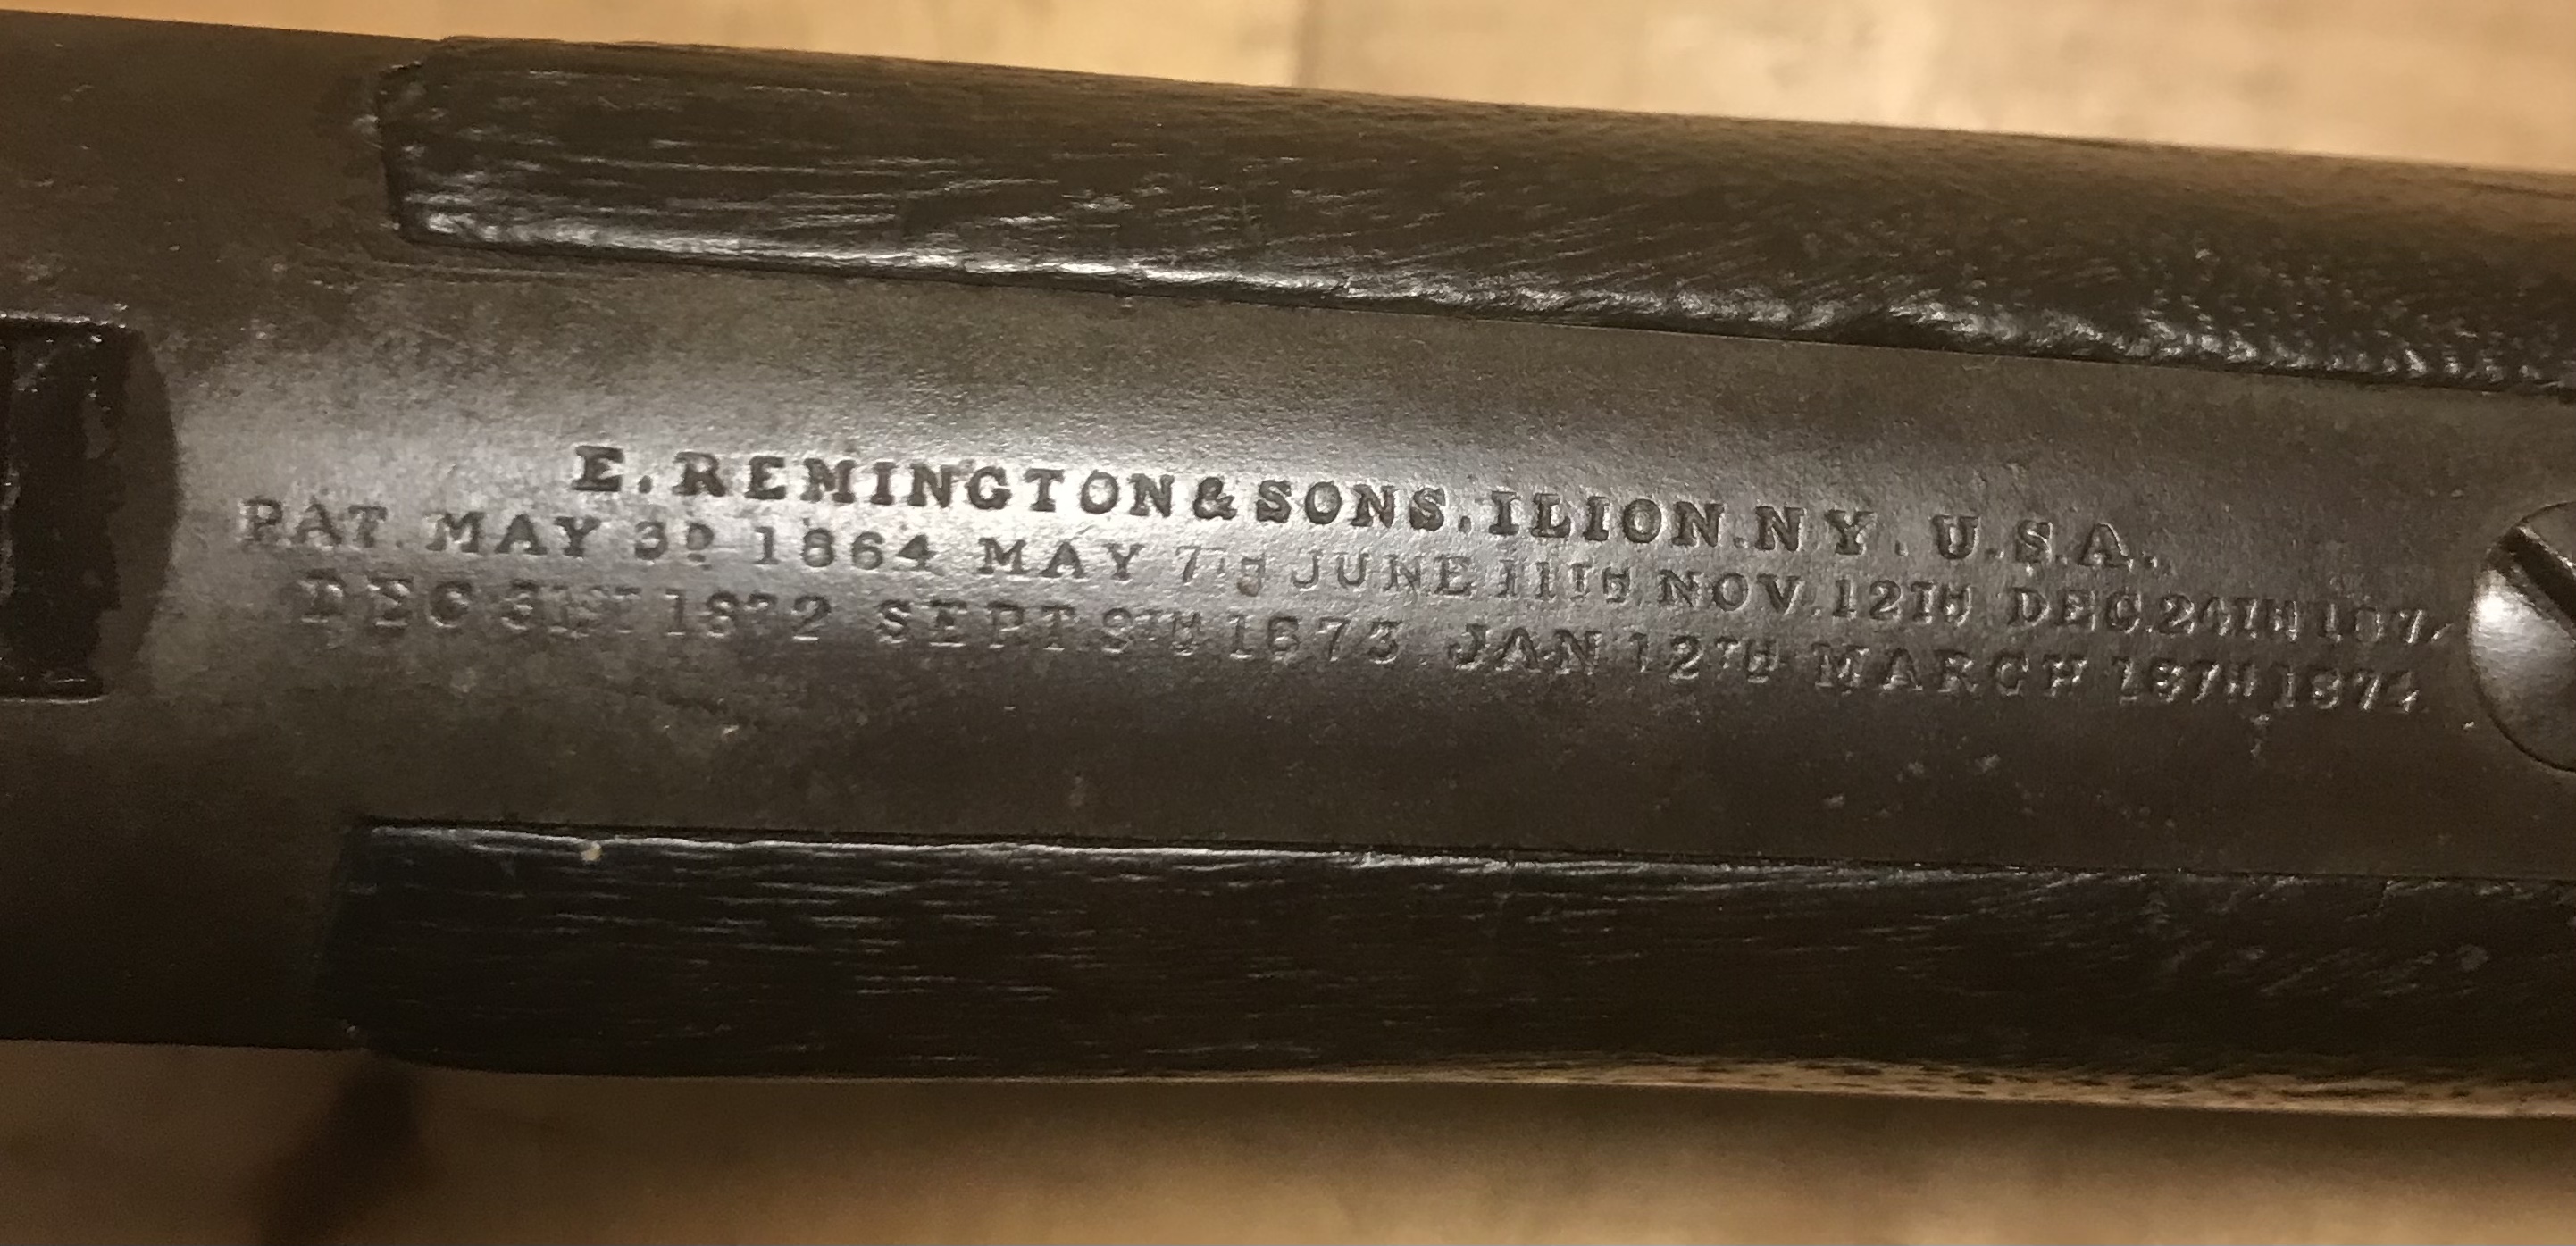 E. REMINGTON & SONS. ILION. N Y. U.S.A.
PAT. MAY 3D 1864 MAY 7TH JUNE 11TH NOV. 12TH DEC. 24TH
DEC 31ST 1872 SEPT 9TH 1873 JAN 12TH MARCH 18TH 1874